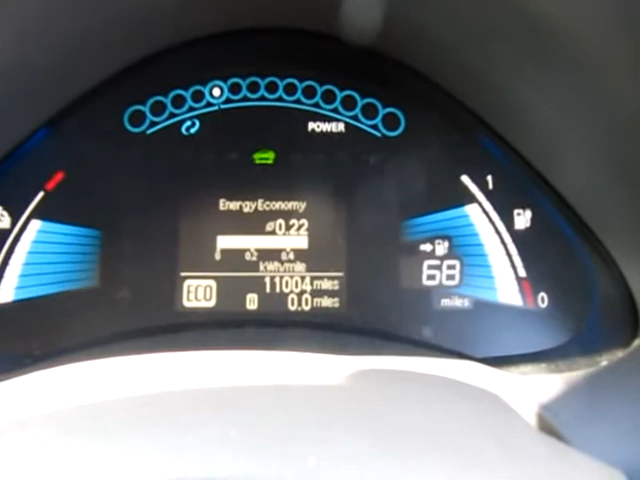 POWER
Energy Economy
⌀0.22
0 0.2 0.4
kWh/mile
ECO
11004 miles
A 0.0 miles
1
68
miles
0